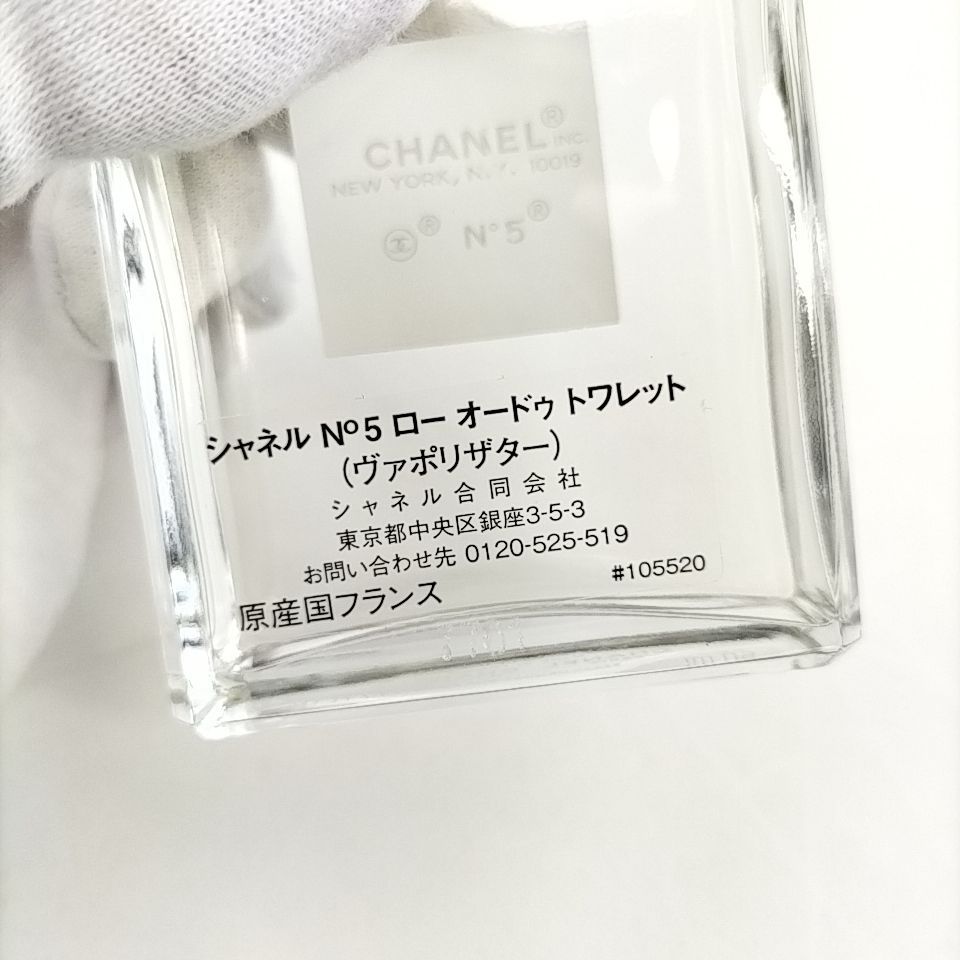 CHANEL® INC.
NEW YORK, N.Y. 10019
® N°5®
シャネル N°5 ロー オードゥ トワレット
(ヴァポリザター)
シャネル合同会社
東京都中央区銀座3-5-3
お問い合わせ先 0120-525-519
#105520
原産国フランス